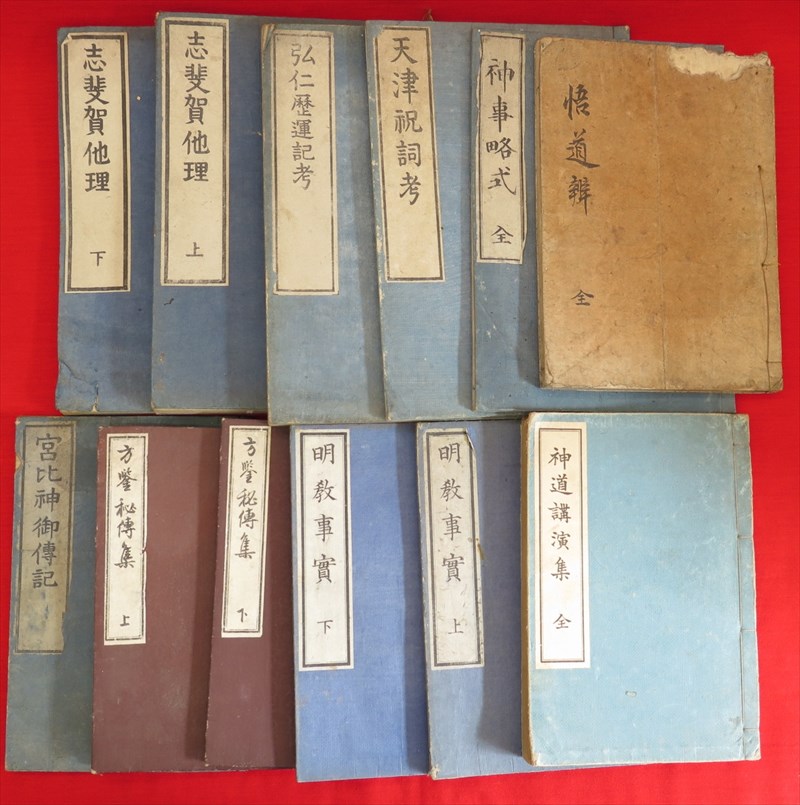 志斐賀他理 下
志斐賀他理 上
弘仁歷運記考
天津祝詞考
神事略式 全
悟道辨 全
宮比神御傳記
方鑒秘傳集 上
方鑒秘傳集 下
明教事實 下
明教事實 上
神道講演集 全